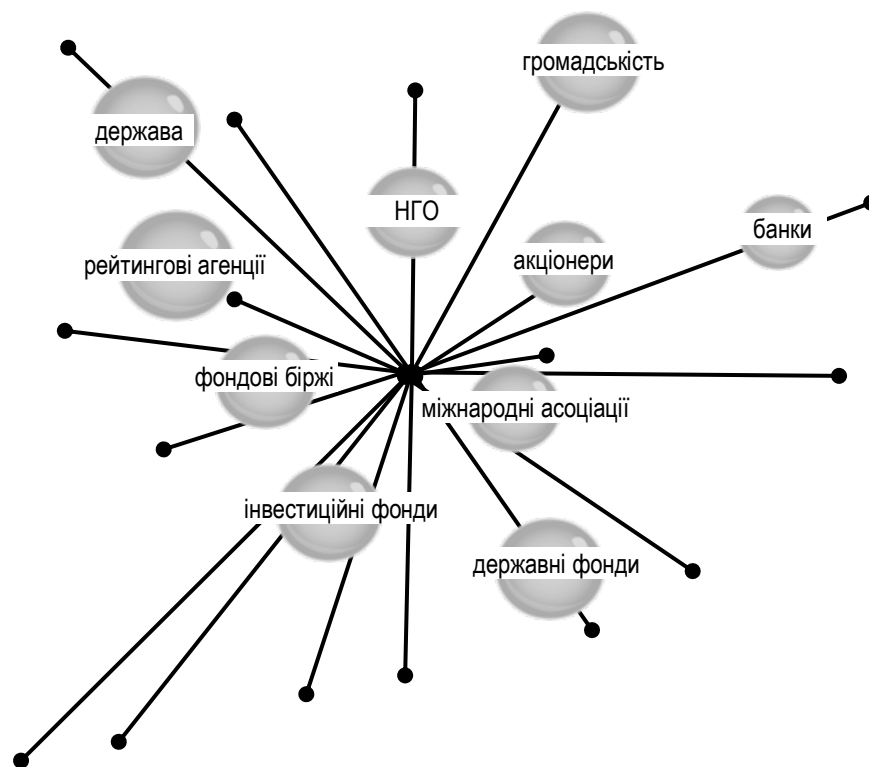 громадськість
держава
НГО
банки
рейтингові агенції
акціонери
фондові біржі
міжнародні асоціації
інвестиційні фонди
державні фонди